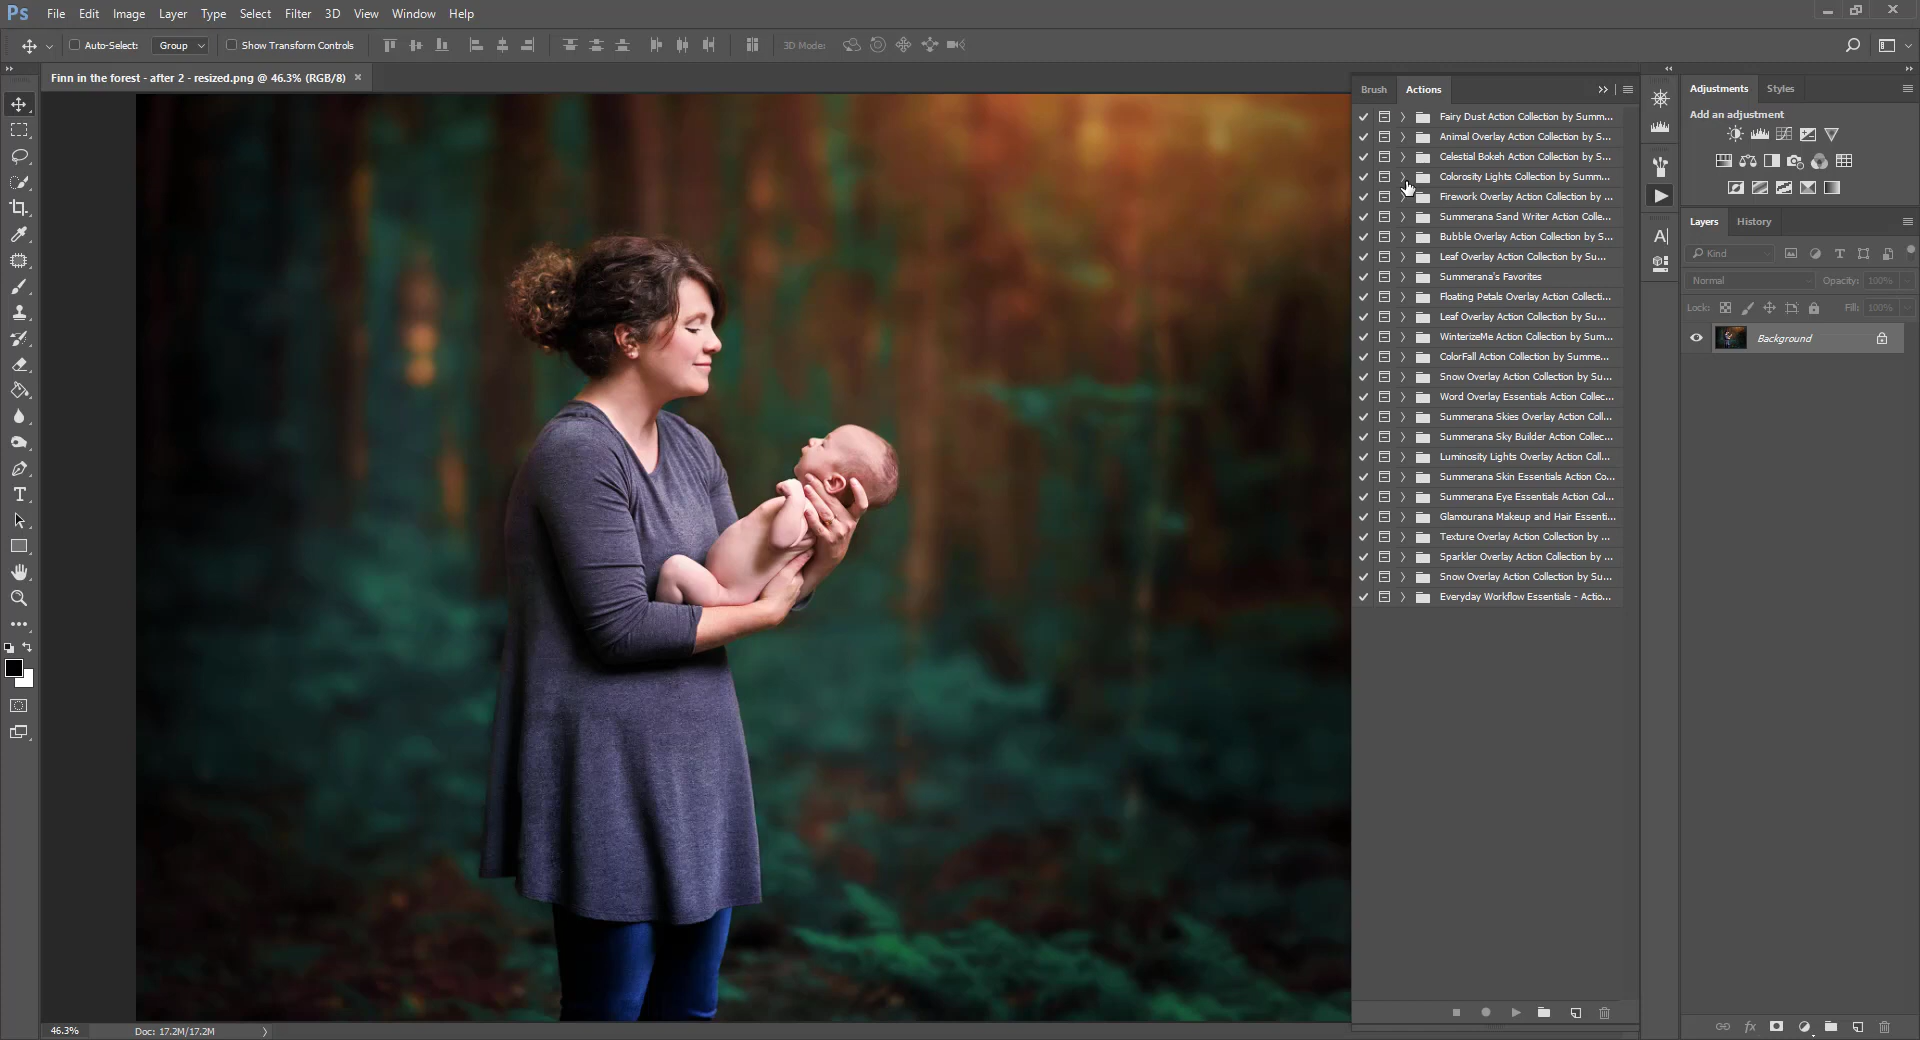 Ps File Edit Image Layer Type Select Filter 3D View Window Help
Auto-Select: Group Show Transform Controls 3D Mode:
Finn in the forest - after 2 - resized.png @ 46.3% (RGB/8) ×
Brush Actions
Fairy Dust Action Collection by Summ...
Animal Overlay Action Collection by S...
Celestial Bokeh Action Collection by S...
Colorosity Lights Collection by Summ...
Firework Overlay Action Collection by ...
Summerana Sand Writer Action Colle...
Bubble Overlay Action Collection by S...
Leaf Overlay Action Collection by Su...
Summerana's Favorites
Floating Petals Overlay Action Collecti...
Leaf Overlay Action Collection by Su...
WinterizeMe Action Collection by Sum...
ColorFall Action Collection by Summe...
Snow Overlay Action Collection by Su...
Word Overlay Essentials Action Collec...
Summerana Skies Overlay Action Coll...
Summerana Sky Builder Action Collec...
Luminosity Lights Overlay Action Coll...
Summerana Skin Essentials Action Co...
Summerana Eye Essentials Action Col...
Glamourana Makeup and Hair Essenti...
Texture Overlay Action Collection by ...
Sparkler Overlay Action Collection by ...
Snow Overlay Action Collection by Su...
Everyday Workflow Essentials - Actio...
Adjustments Styles
Add an adjustment
Layers History
Kind
Normal Opacity: 100%
Lock: Fill: 100%
Background
46.3% Doc: 17.2M/17.2M